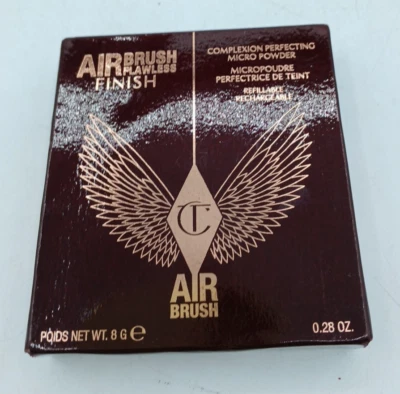 AIRBRUSH
FLAWLESS
FINISH
COMPLEXION PERFECTING
MICRO POWDER
MICROPOUDRE
PERFECTRICE DE TEINT
REFILLABLE
RECHARGEABLE
CT
AIR
BRUSH
POIDS NET WT. 8 G e
0.28 OZ.